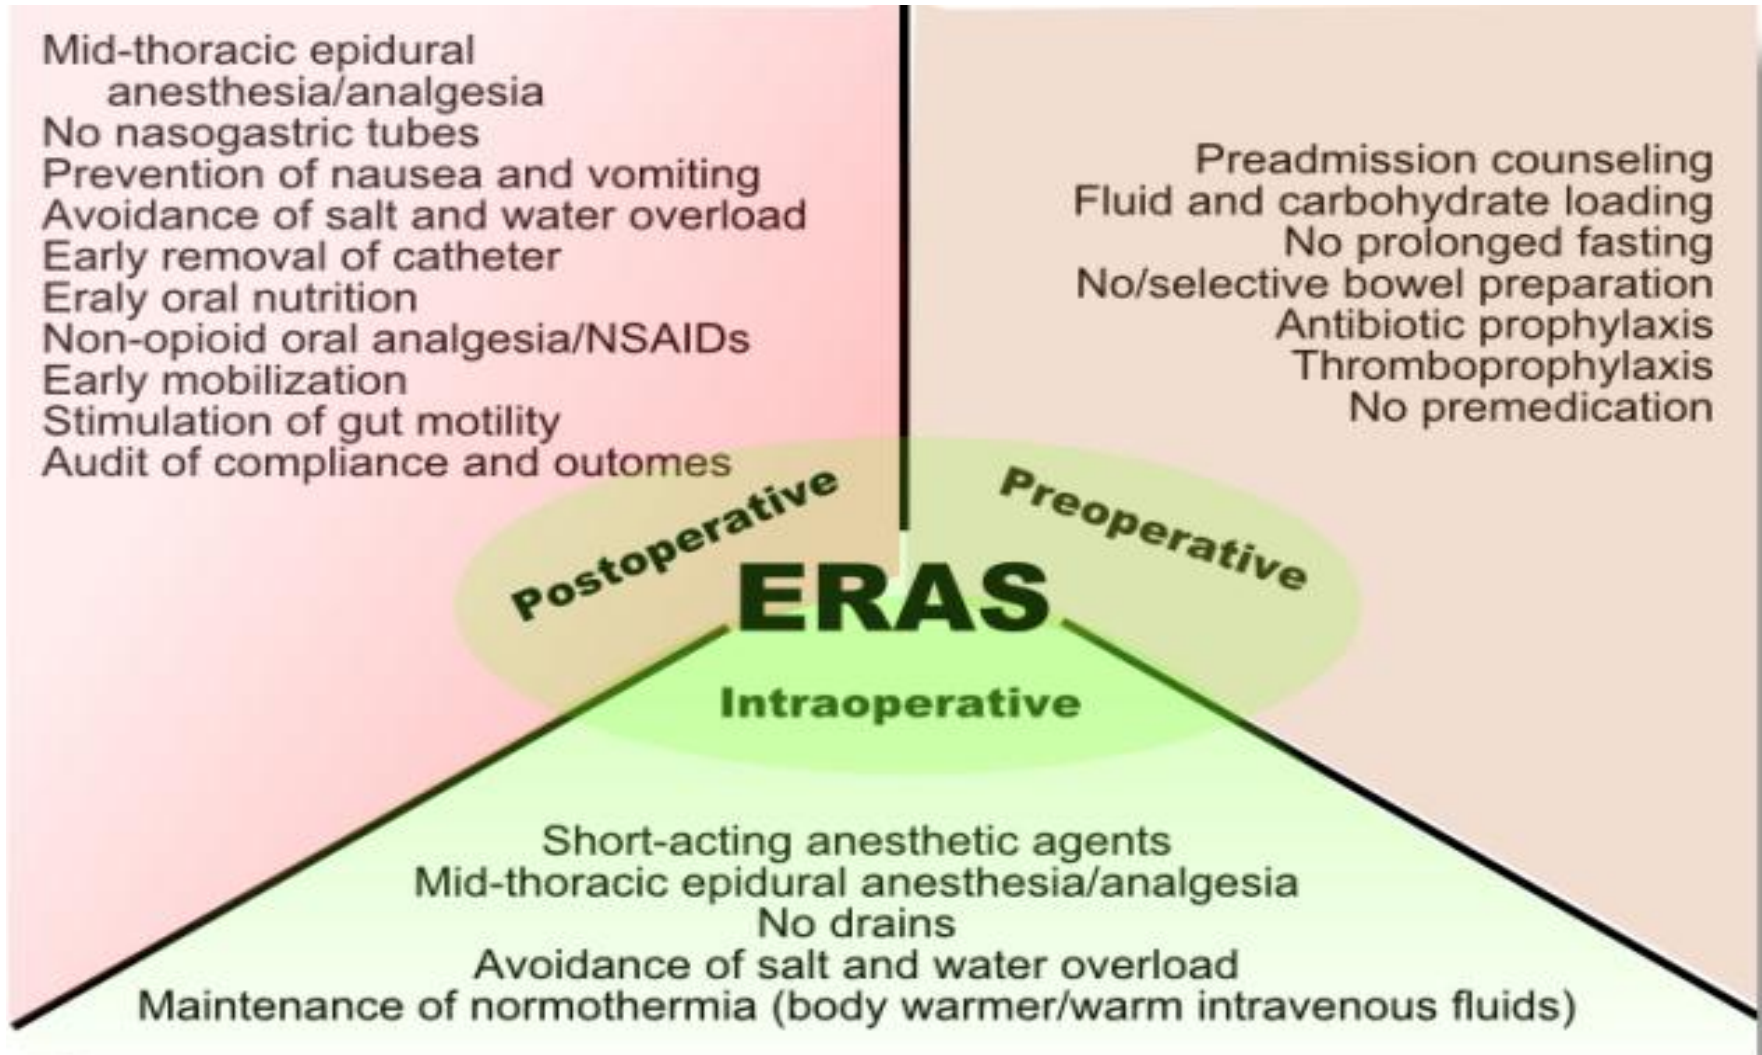 Mid-thoracic epidural
anesthesia/analgesia
No nasogastric tubes
Prevention of nausea and vomiting
Avoidance of salt and water overload
Early removal of catheter
Eraly oral nutrition
Non-opioid oral analgesia/NSAIDs
Early mobilization
Stimulation of gut motility
Audit of compliance and outomes
Preadmission counseling
Fluid and carbohydrate loading
No prolonged fasting
No/selective bowel preparation
Antibiotic prophylaxis
Thromboprophylaxis
No premedication
Postoperative
Preoperative
ERAS
Intraoperative
Short-acting anesthetic agents
Mid-thoracic epidural anesthesia/analgesia
No drains
Avoidance of salt and water overload
Maintenance of normothermia (body warmer/warm intravenous fluids)